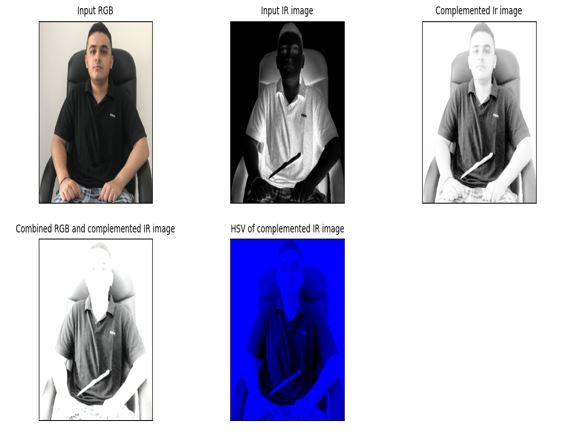 Input RGB
Input IR image
Complemented Ir image
Combined RGB and complemented IR image
HSV of complemented IR image